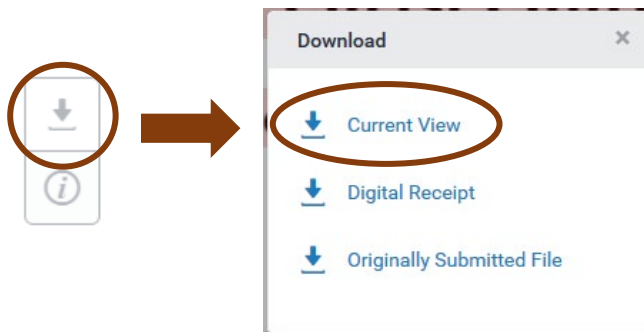 Download
Current View
Digital Receipt
Originally Submitted File